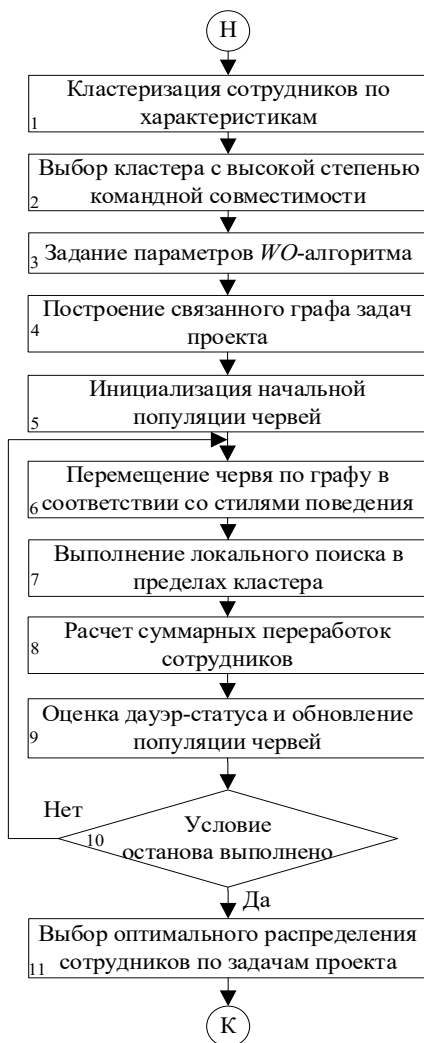 Н
Кластеризация сотрудников по
характеристикам
1
Выбор кластера с высокой степенью
командной совместимости
2
Задание параметров WO-алгоритма
3
Построение связанного графа задач
проекта
4
Инициализация начальной
популяции червей
5
Перемещение червя по графу в
соответствии со стилями поведения
6
Выполнение локального поиска в
пределах кластера
7
Расчет суммарных переработок
сотрудников
8
Оценка дауэр-статуса и обновление
популяции червей
9
Нет
Условие
останова выполнено
10
Да
Выбор оптимального распределения
сотрудников по задачам проекта
11
К